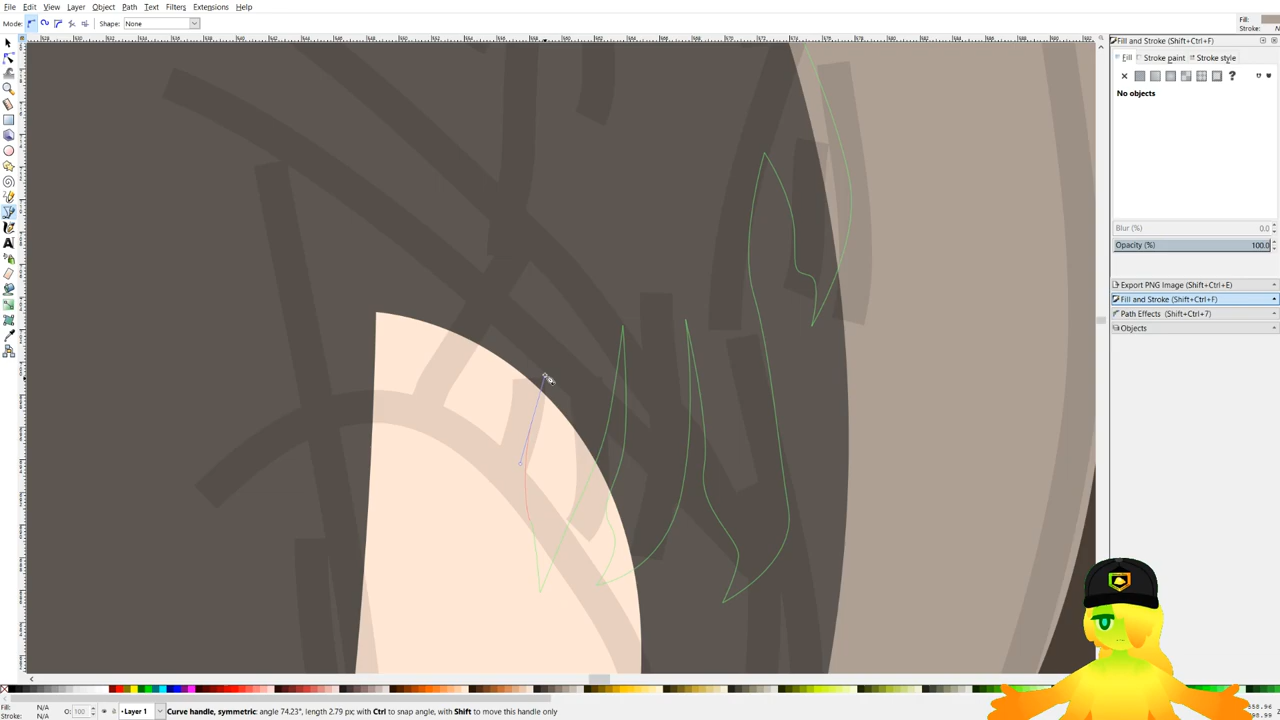 File Edit View Layer Object Path Text Filters Extensions Help
Mode: Shape: None
Fill:
Stroke:
Fill and Stroke (Shift+Ctrl+F)
Fill Stroke paint Stroke style
?
No objects
Blur (%) 0.0
Opacity (%) 100.0
Export PNG Image (Shift+Ctrl+E)
Fill and Stroke (Shift+Ctrl+F)
Path Effects (Shift+Ctrl+7)
Objects
Fill: N/A
Stroke: N/A
O: 100
Layer 1
Curve handle, symmetric: angle 74.23°, length 2.79 px; with Ctrl to snap angle, with Shift to move this handle only